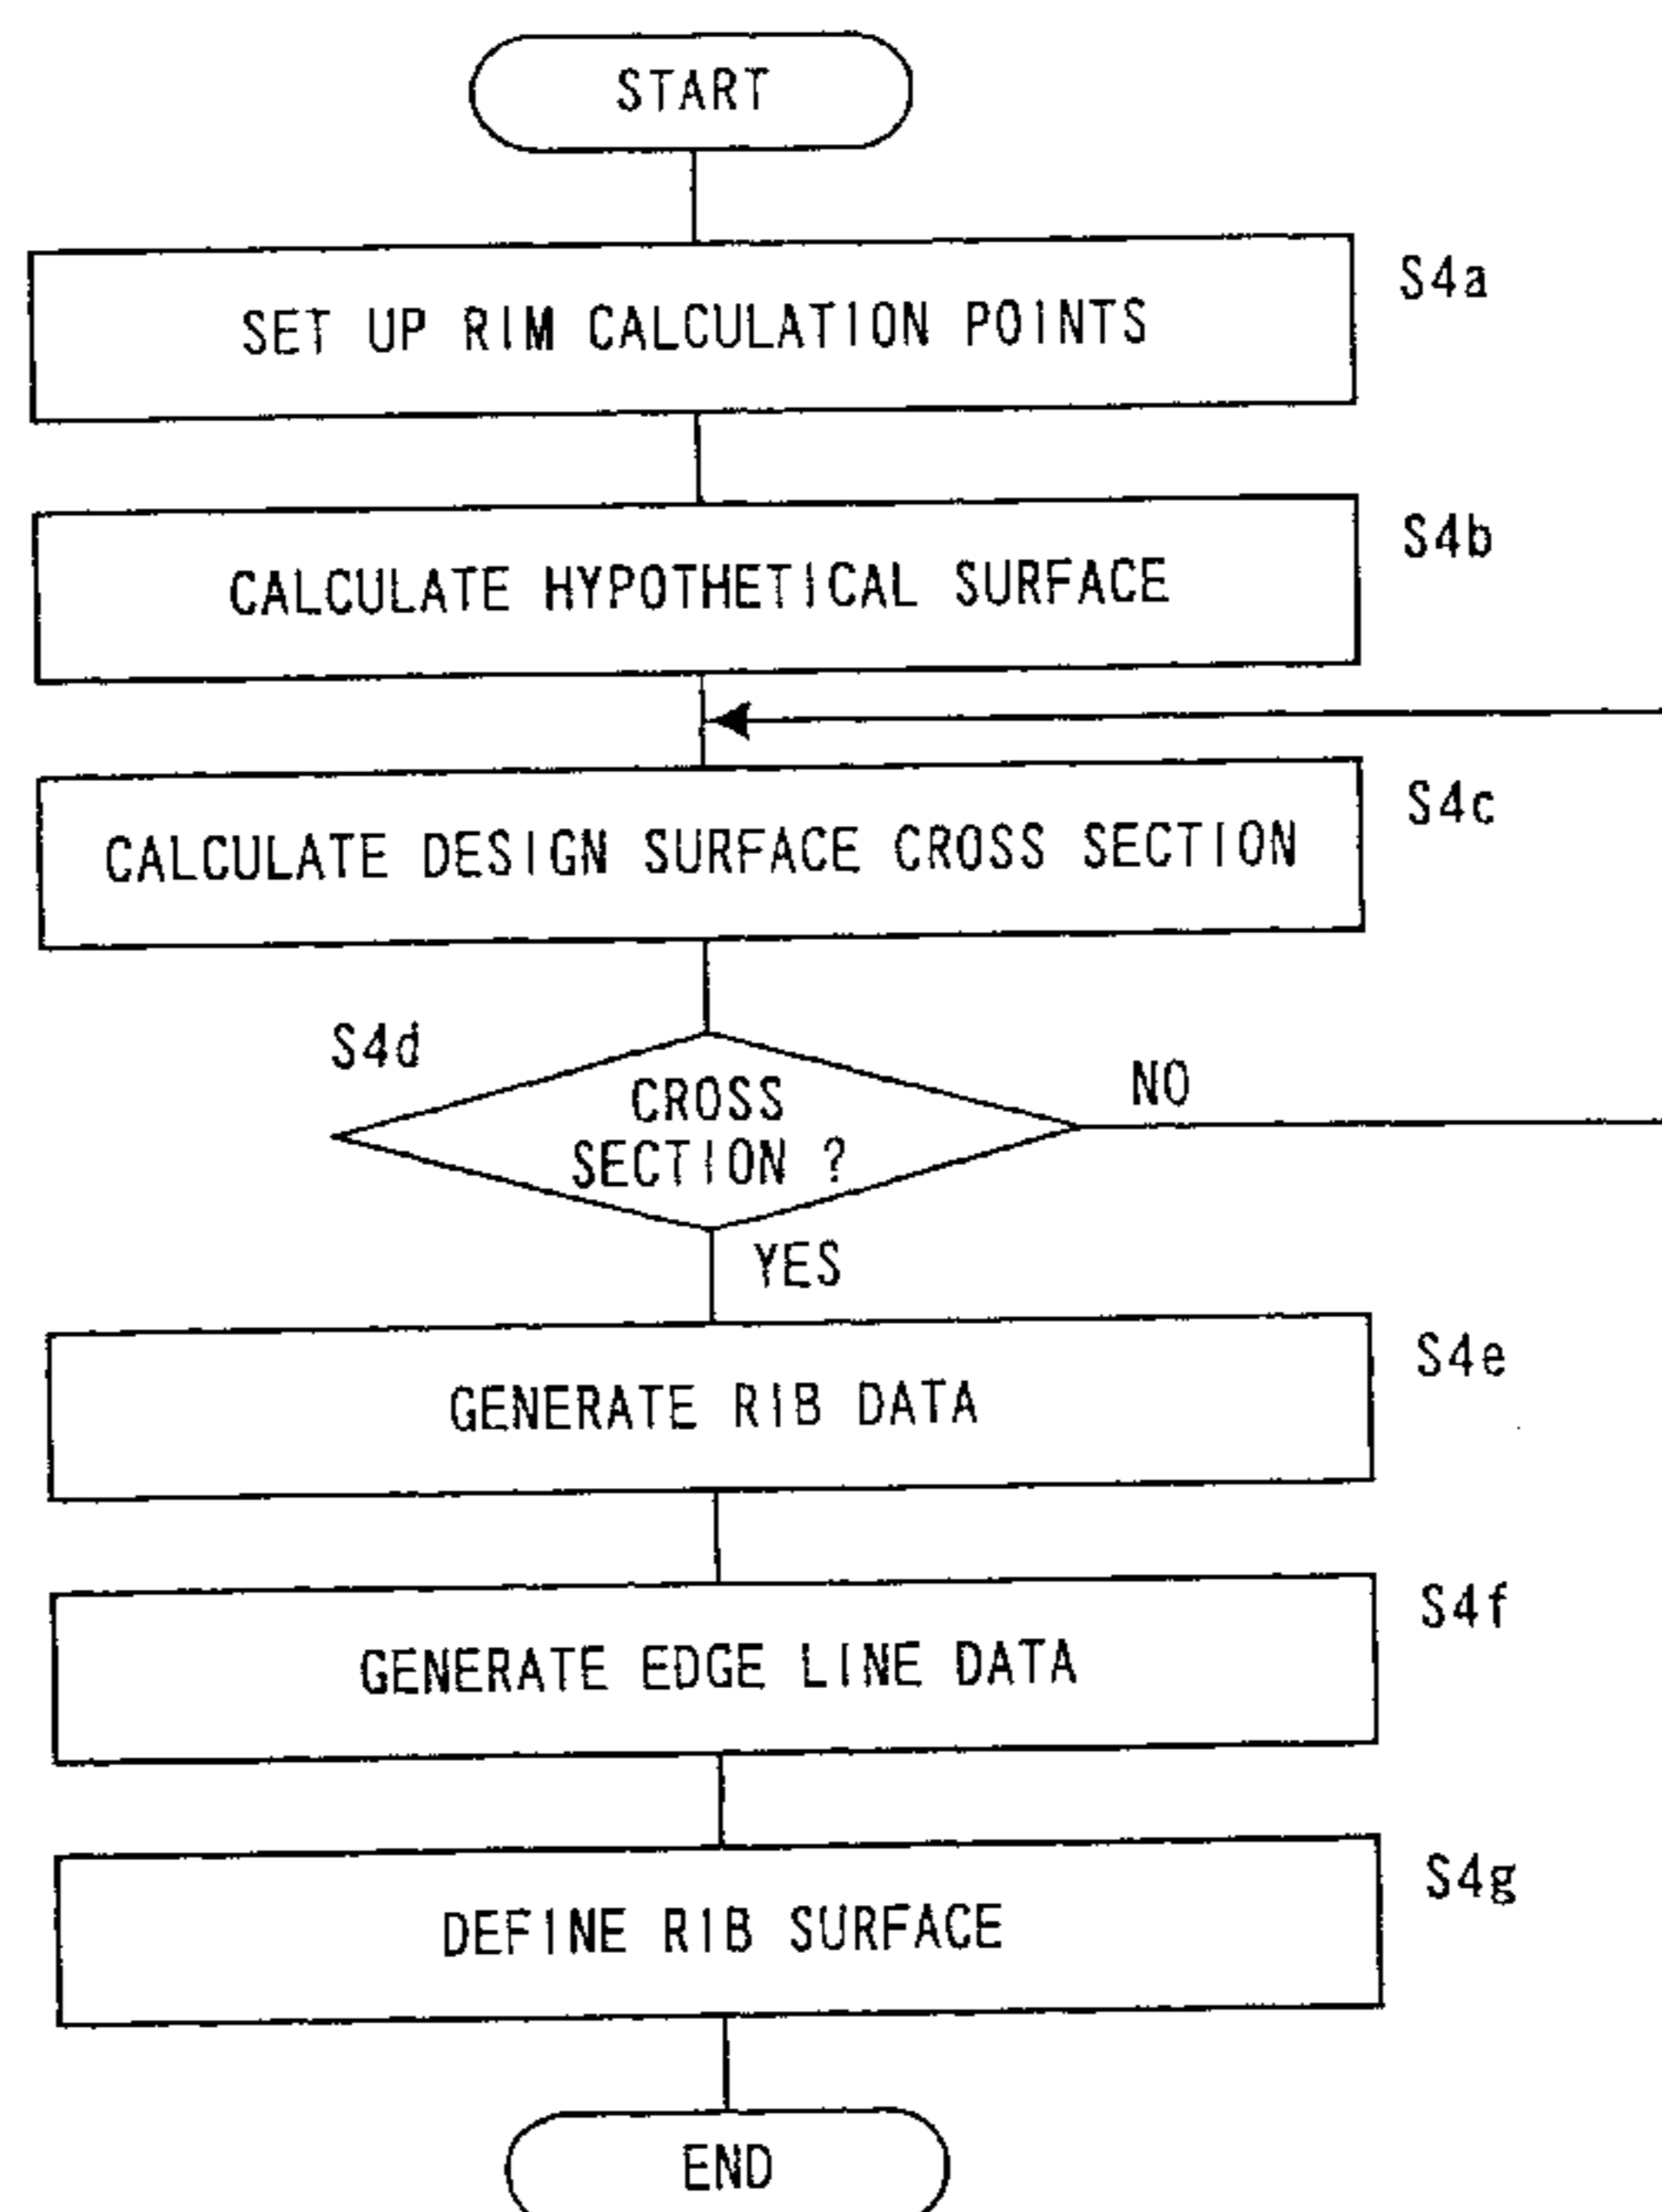 START
SET UP RIM CALCULATION POINTS
S4a
CALCULATE HYPOTHETICAL SURFACE
S4b
CALCULATE DESIGN SURFACE CROSS SECTION
S4c
S4d
CROSS
SECTION ?
NO
YES
GENERATE RIB DATA
S4e
GENERATE EDGE LINE DATA
S4f
DEFINE RIB SURFACE
S4g
END